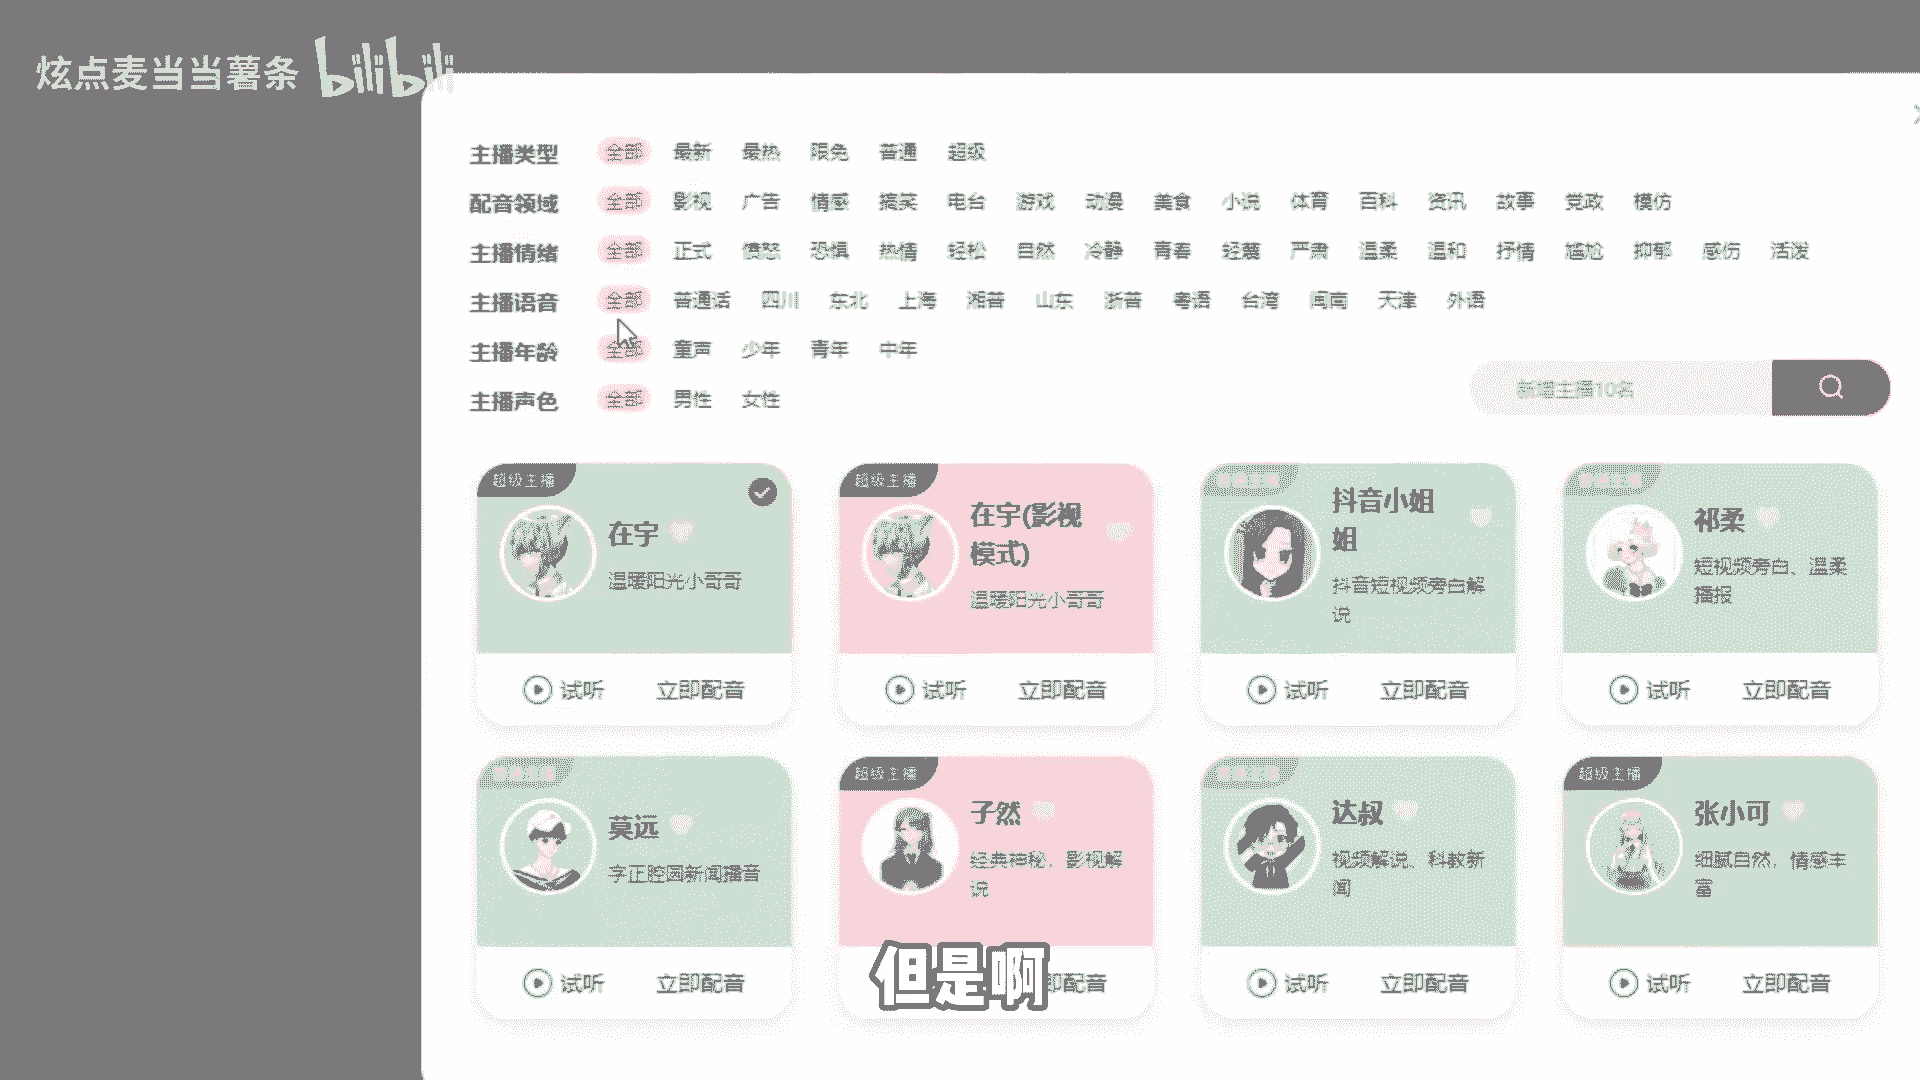 炫点麦当当薯条 bilibili
主播类型 全部 最新 最热 限免 普通 超级
配音领域 全部 影视 广告 情感 搞笑 电台 游戏 动漫 美食 小说 体育 百科 资讯 故事 党政 模仿
主播情绪 全部 正式 愤怒 恐惧 热情 轻松 自然 冷静 青春 轻蔑 严肃 温柔 温和 抒情 尴尬 抑郁 感伤 活泼
主播语音 全部 普通话 四川 东北 上海 湘普 山东 浙普 粤语 台湾 闽南 天津 外语
主播年龄 全部 童声 少年 青年 中年
主播声色 全部 男性 女性
新增主播10名
超级主播
在宇
温暖阳光小哥哥
试听 立即配音
超级主播
在宇(影视
模式)
温暖阳光小哥哥
试听 立即配音
抖音小姐
姐
抖音短视频旁白解
说
试听 立即配音
祁柔
短视频旁白、温柔
播报
试听 立即配音
莫远
字正腔圆新闻播音
试听 立即配音
超级主播
子然
经典神秘，影视解
说
即配音
达叔
视频解说、科教新
闻
试听 立即配音
超级主播
张小可
细腻自然，情感丰
富
试听 立即配音
但是啊